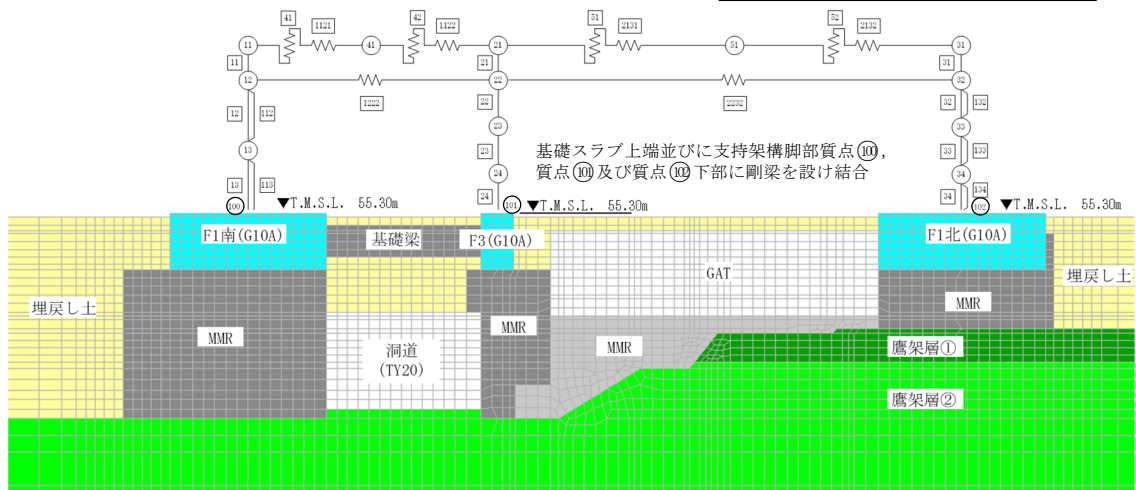 41
1121
42
1122
51
2131
52
2132
11
41
21
51
31
11
21
31
12
22
32
1222
2232
12
112
22
32
132
23
33
13
23
33
133
24
34
基礎スラブ上端並びに支持架構脚部質点100，
質点101及び質点102下部に剛梁を設け結合
13
113
24
34
134
100
▼T.M.S.L. 55.30m
101
▼T.M.S.L. 55.30m
102
▼T.M.S.L. 55.30m
F1南(G10A)
基礎梁
F3(G10A)
F1北(G10A)
GAT
埋戻し土
埋戻し土
MMR
MMR
MMR
MMR
洞道
(TY20)
鷹架層①
鷹架層②